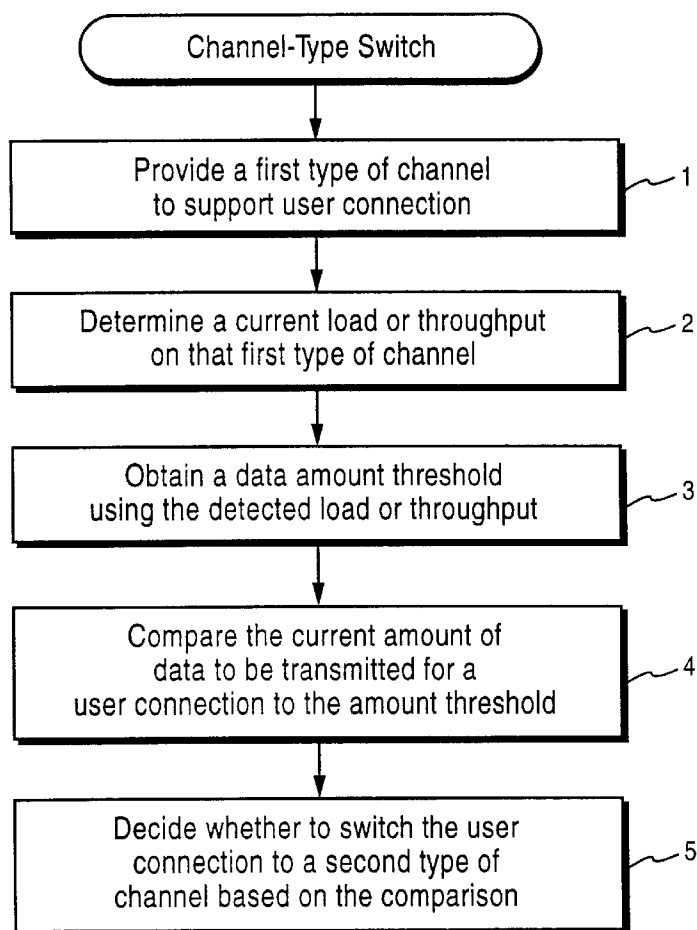 Channel-Type Switch
Provide a first type of channel
to support user connection
1
Determine a current load or throughput
on that first type of channel
2
Obtain a data amount threshold
using the detected load or throughput
3
Compare the current amount of
data to be transmitted for a
user connection to the amount threshold
4
Decide whether to switch the user
connection to a second type of
channel based on the comparison
5